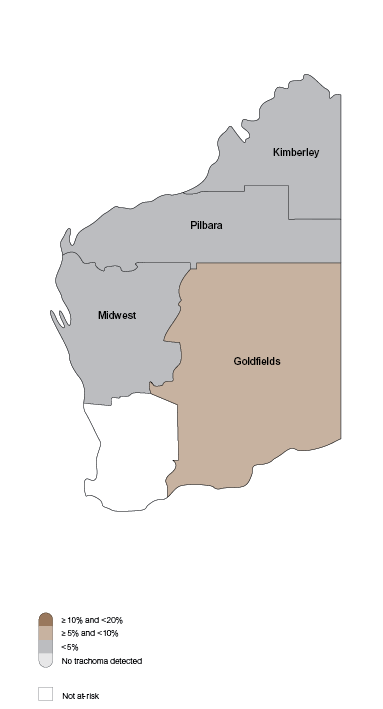 Kimberley
Pilbara
Midwest
Goldfields
≥ 10% and <20%
≥ 5% and <10%
<5%
No trachoma detected
Not at-risk